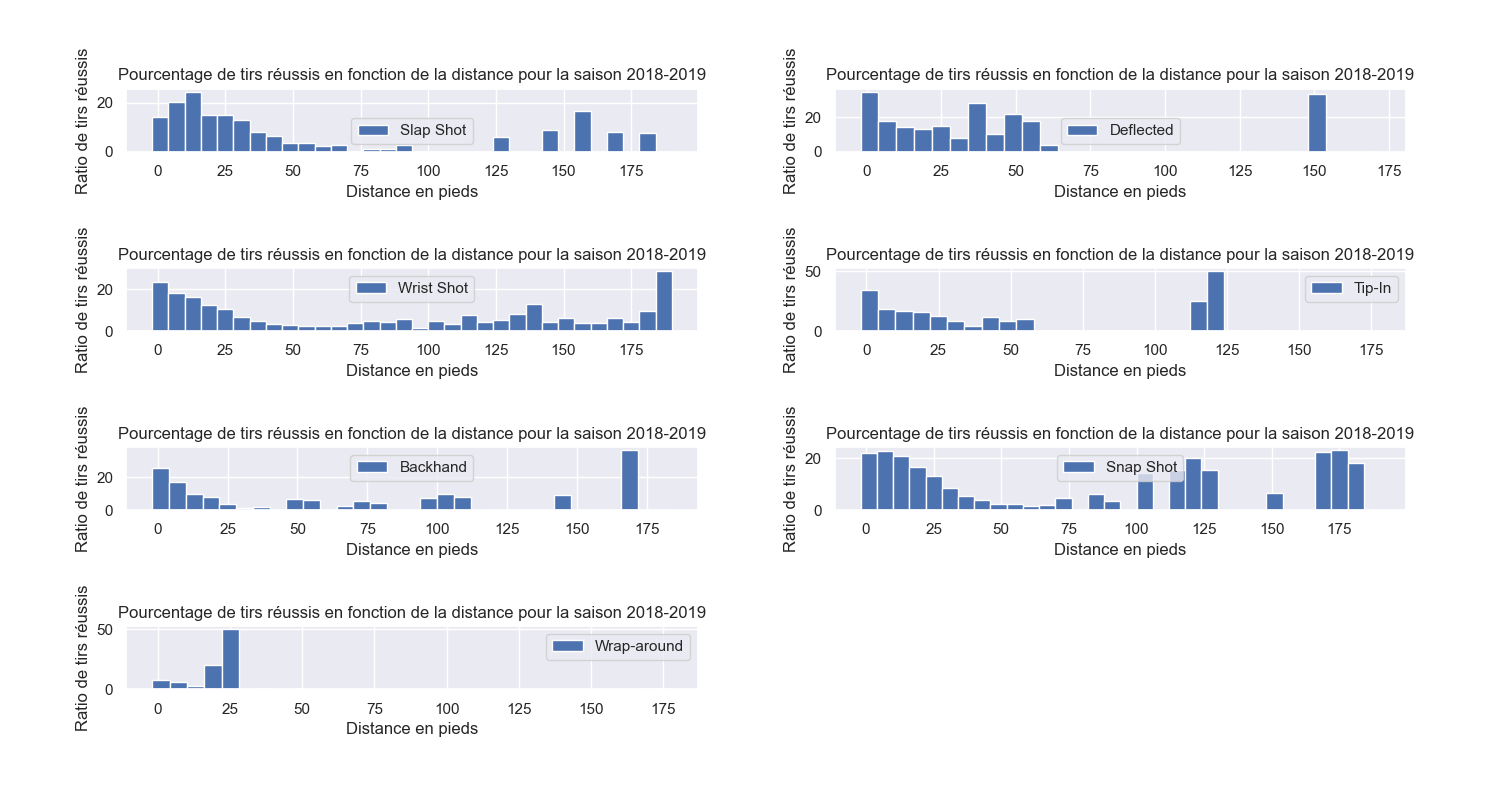 Pourcentage de tirs réussis en fonction de la distance pour la saison 2018-2019
Ratio de tirs réussis
20
0
Slap Shot
0 25 50 75 100 125 150 175
Distance en pieds
Pourcentage de tirs réussis en fonction de la distance pour la saison 2018-2019
Ratio de tirs réussis
20
0
Deflected
0 25 50 75 100 125 150 175
Distance en pieds
Pourcentage de tirs réussis en fonction de la distance pour la saison 2018-2019
Ratio de tirs réussis
20
0
Wrist Shot
0 25 50 75 100 125 150 175
Distance en pieds
Pourcentage de tirs réussis en fonction de la distance pour la saison 2018-2019
Ratio de tirs réussis
50
0
Tip-In
0 25 50 75 100 125 150 175
Distance en pieds
Pourcentage de tirs réussis en fonction de la distance pour la saison 2018-2019
Ratio de tirs réussis
20
0
Backhand
0 25 50 75 100 125 150 175
Distance en pieds
Pourcentage de tirs réussis en fonction de la distance pour la saison 2018-2019
Ratio de tirs réussis
20
0
Snap Shot
0 25 50 75 100 125 150 175
Distance en pieds
Pourcentage de tirs réussis en fonction de la distance pour la saison 2018-2019
Ratio de tirs réussis
50
0
Wrap-around
0 25 50 75 100 125 150 175
Distance en pieds